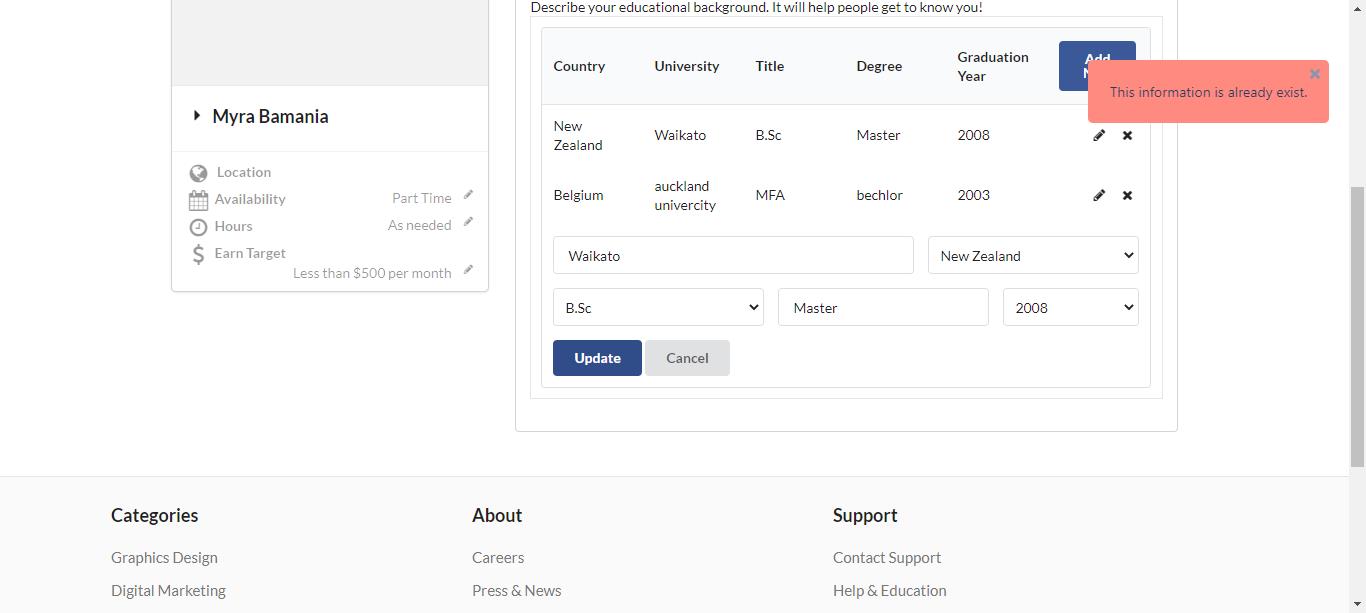 Describe your educational background. It will help people get to know you!
Country University Title Degree Graduation Year
Add
This information is already exist.
New Zealand Waikato B.Sc Master 2008
Belgium auckland univercity MFA bechlor 2003
Waikato New Zealand
B.Sc Master 2008
Update Cancel
Myra Bamania
Location
Availability Part Time
Hours As needed
Earn Target
Less than $500 per month
Categories About Support
Graphics Design Careers Contact Support
Digital Marketing Press & News Help & Education